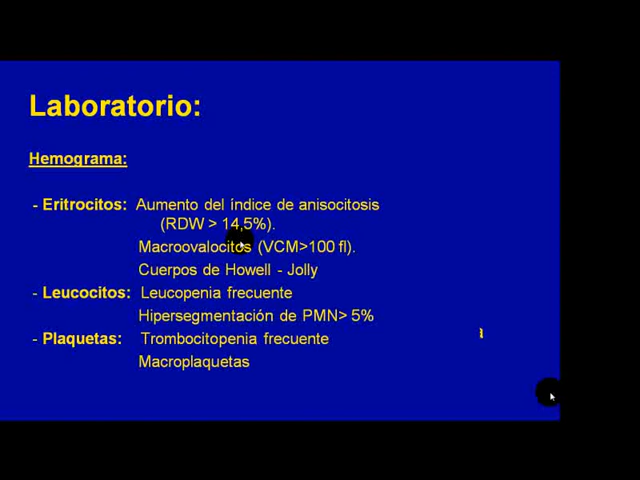 Laboratorio:
Hemograma:
- Eritrocitos: Aumento del índice de anisocitosis
(RDW > 14,5%).
Macroovalocitos (VCM>100 fl).
Cuerpos de Howell - Jolly
- Leucocitos: Leucopenia frecuente
Hipersegmentación de PMN> 5%
- Plaquetas: Trombocitopenia frecuente
a
Macroplaquetas